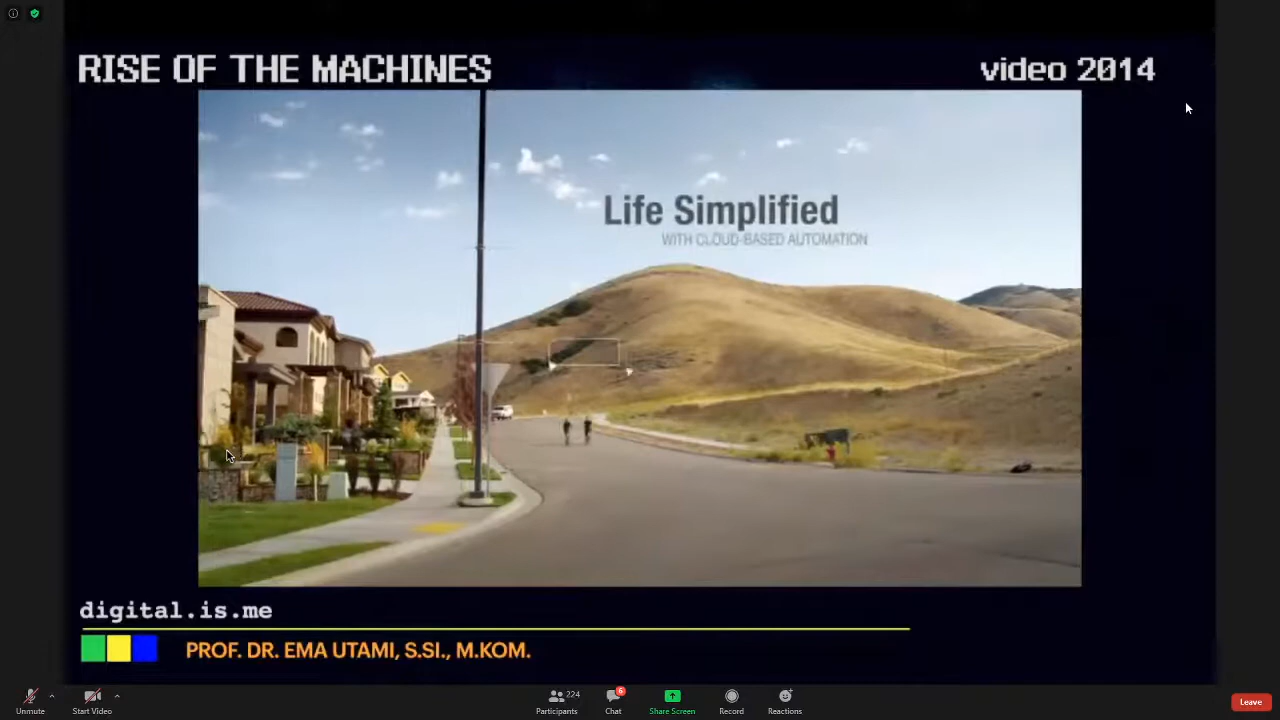 RISE OF THE MACHINES
video 2014
Life Simplified
WITH CLOUD-BASED AUTOMATION
digital.is.me
PROF. DR. EMA UTAMI, S.SI., M.KOM.
Unmute
Start Video
224
Participants
6
Chat
Share Screen
Record
Reactions
Leave